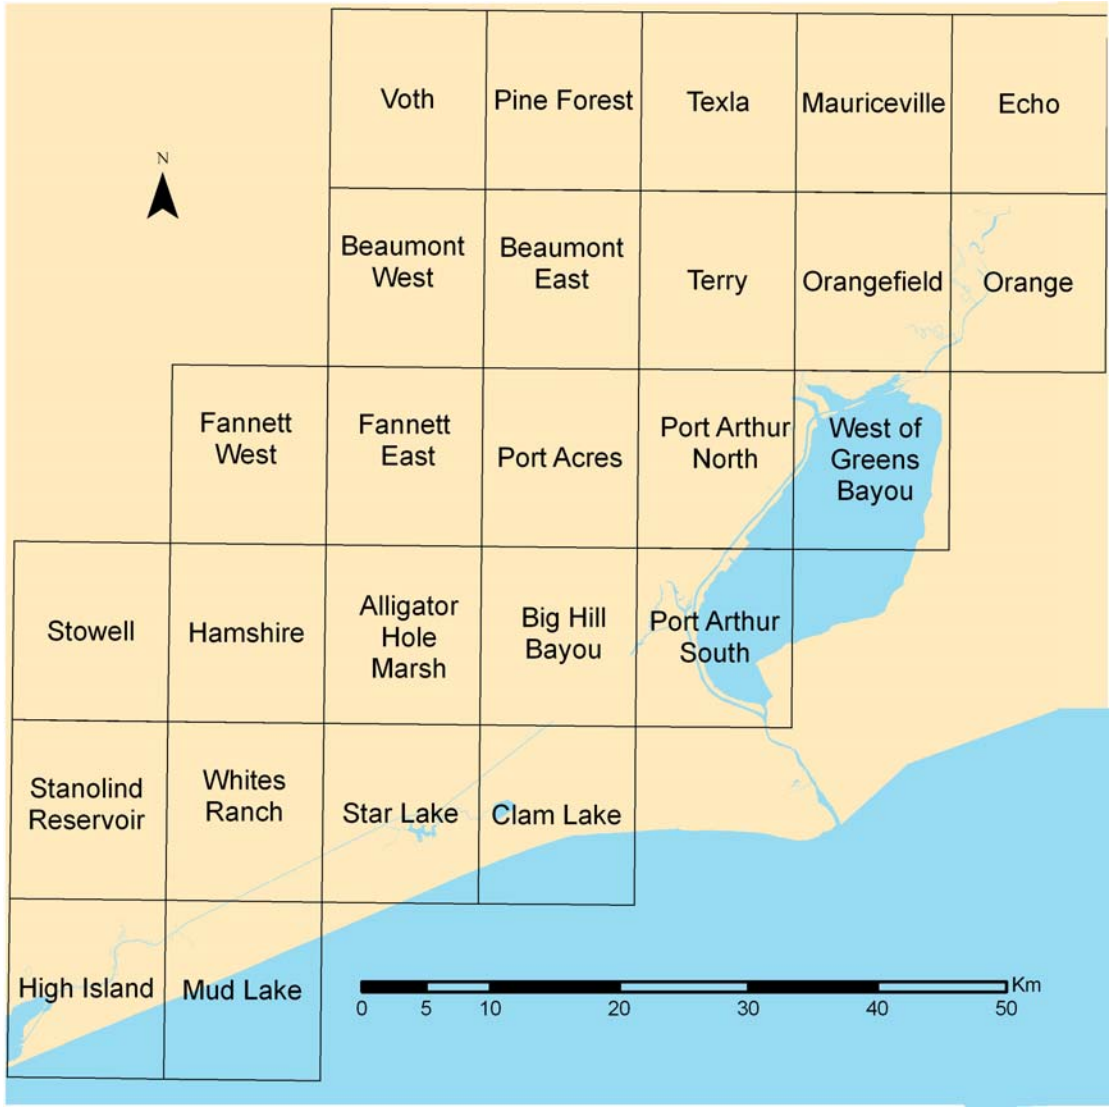 Voth
Pine Forest
Texla
Mauriceville
Echo
N
Beaumont
West
Beaumont
East
Terry
Orangefield
Orange
Fannett
West
Fannett
East
Port Acres
Port Arthur
North
West of
Greens
Bayou
Stowell
Hamshire
Alligator
Hole
Marsh
Big Hill
Bayou
Port Arthur
South
Stanolind
Reservoir
Whites
Ranch
Star Lake
Clam Lake
High Island
Mud Lake
Km
0 5 10 20 30 40 50